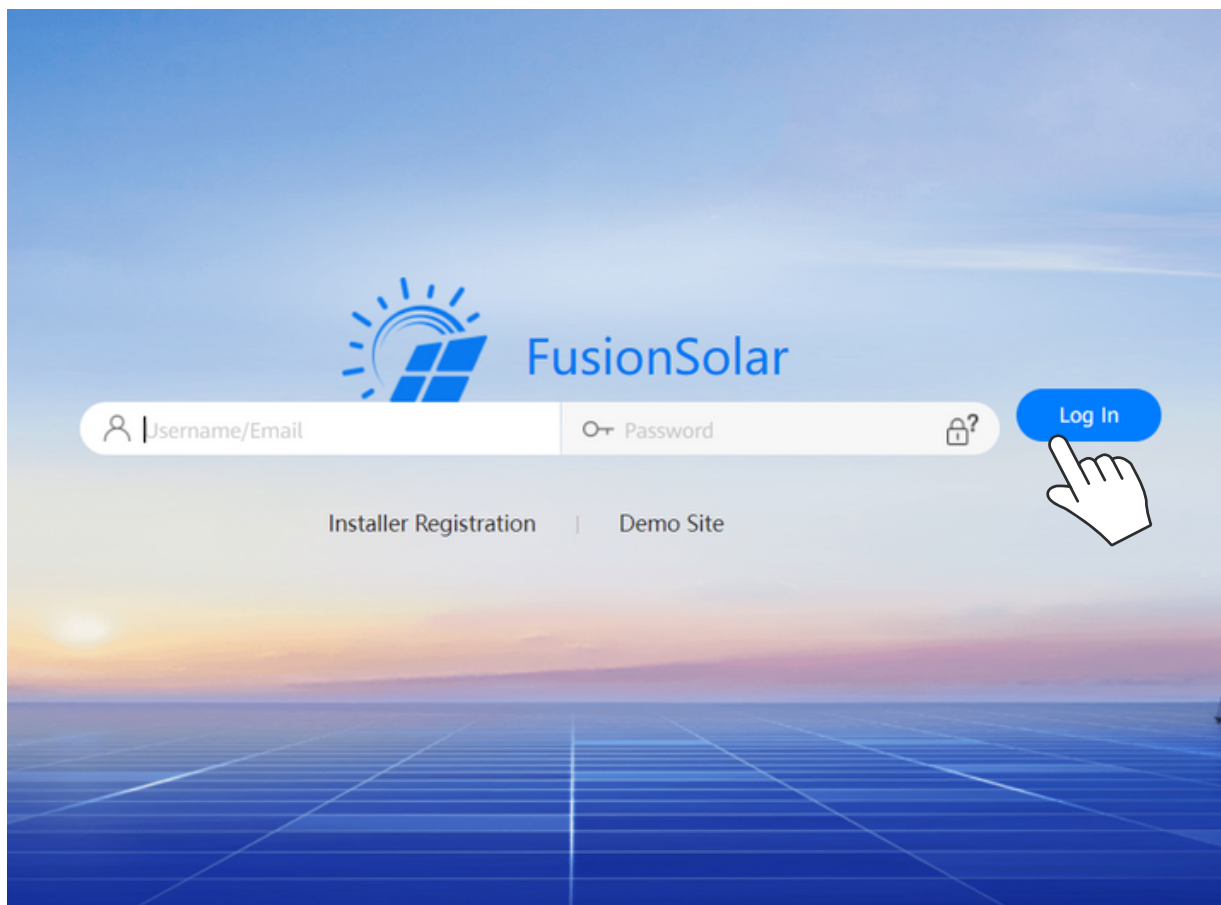 FusionSolar
Username/Email
Password
?
Log In
Installer Registration | Demo Site